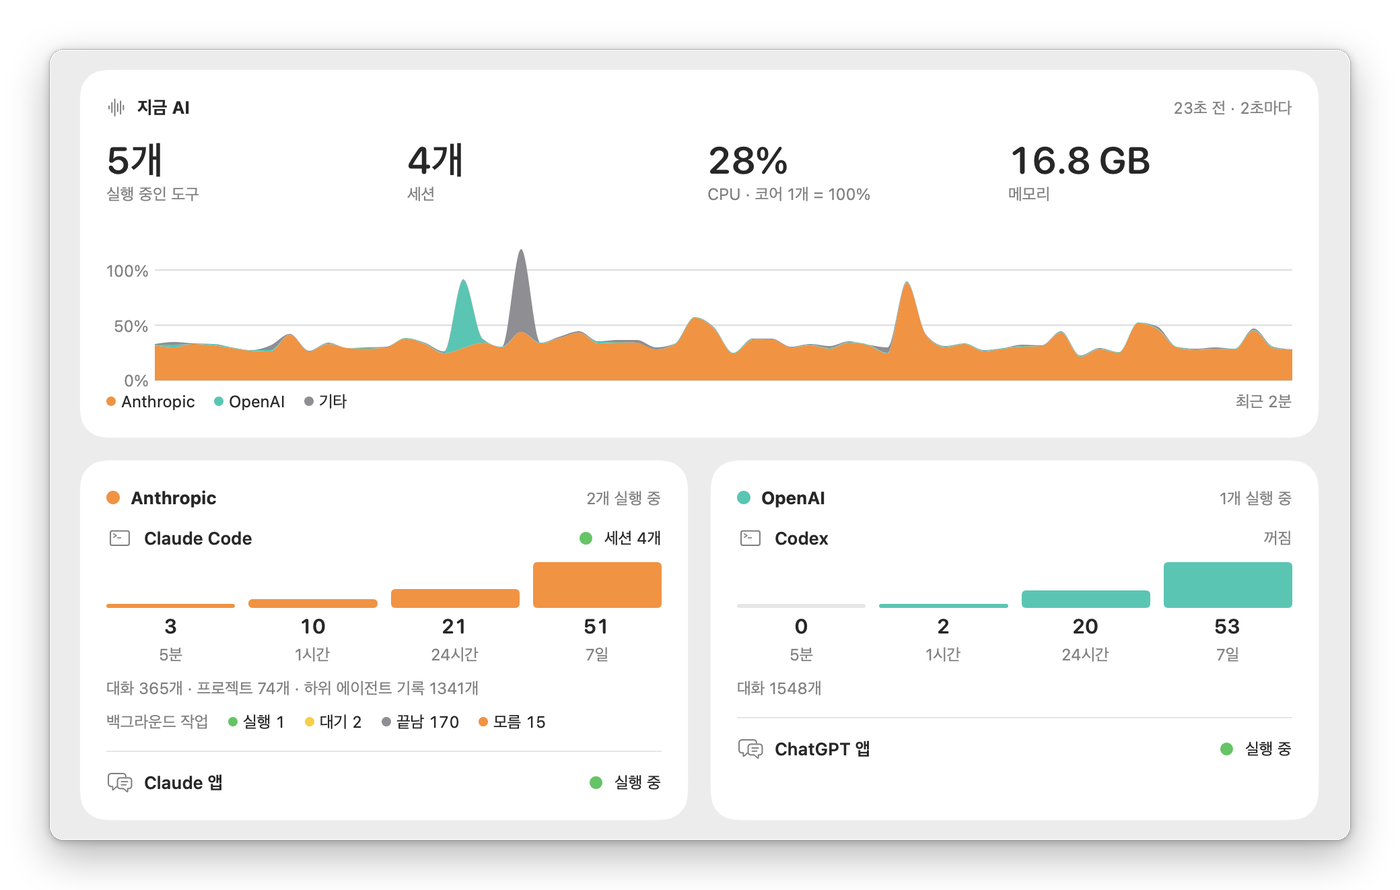 지금 AI
23초 전 · 2초마다
5개 4개 28% 16.8 GB
실행 중인 도구 세션 CPU · 코어 1개 = 100% 메모리
100%
50%
0%
Anthropic OpenAI 기타
최근 2분
Anthropic 2개 실행 중
>- Claude Code 세션 4개
3 10 21 51
5분 1시간 24시간 7일
대화 365개 · 프로젝트 74개 · 하위 에이전트 기록 1341개
백그라운드 작업 실행 1 대기 2 끝남 170 모름 15
Claude 앱 실행 중
OpenAI 1개 실행 중
>- Codex 꺼짐
0 2 20 53
5분 1시간 24시간 7일
대화 1548개
ChatGPT 앱 실행 중